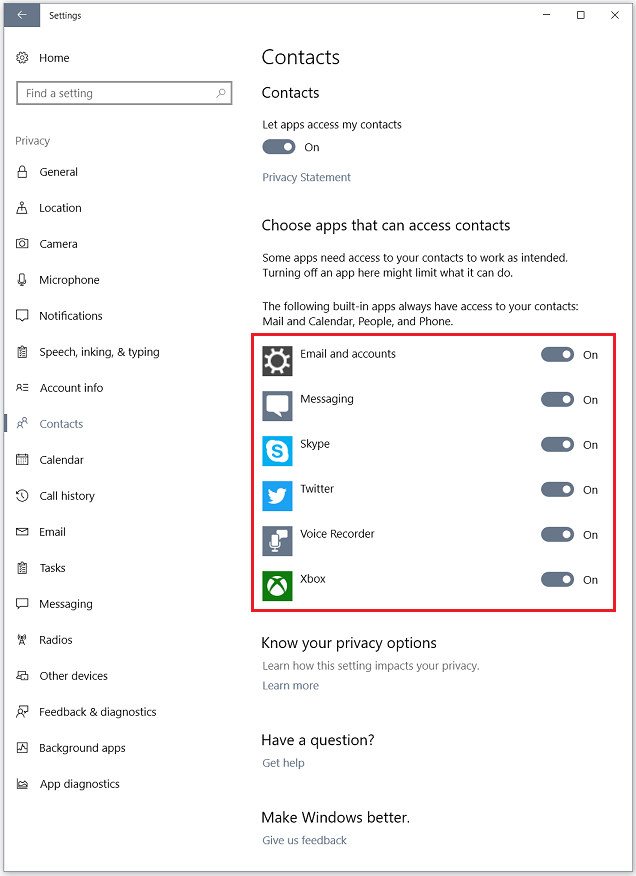 Settings
Home
Find a setting
Privacy
General
Location
Camera
Microphone
Notifications
Speech, inking, & typing
Account info
Contacts
Calendar
Call history
Email
Tasks
Messaging
Radios
Other devices
Feedback & diagnostics
Background apps
App diagnostics
Contacts
Contacts
Let apps access my contacts
On
Privacy Statement
Choose apps that can access contacts
Some apps need access to your contacts to work as intended.
Turning off an app here might limit what it can do.
The following built-in apps always have access to your contacts:
Mail and Calendar, People, and Phone.
Email and accounts On
Messaging On
Skype On
Twitter On
Voice Recorder On
Xbox On
Know your privacy options
Learn how this setting impacts your privacy.
Learn more
Have a question?
Get help
Make Windows better.
Give us feedback